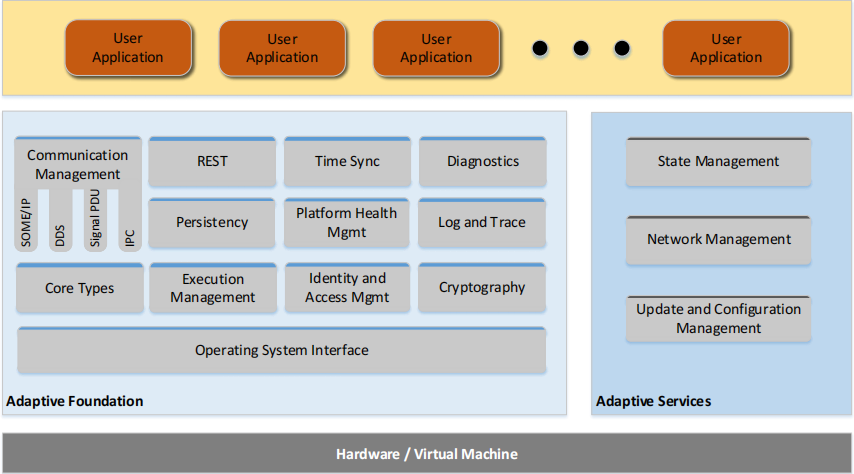 User
Application
User
Application
User
Application
User
Application
Communication
Management
SOME/IP
DDS
Signal PDU
IPC
REST
Time Sync
Diagnostics
Persistency
Platform Health
Mgmt
Log and Trace
Core Types
Execution
Management
Identity and
Access Mgmt
Cryptography
Operating System Interface
Adaptive Foundation
State Management
Network Management
Update and Configuration
Management
Adaptive Services
Hardware / Virtual Machine